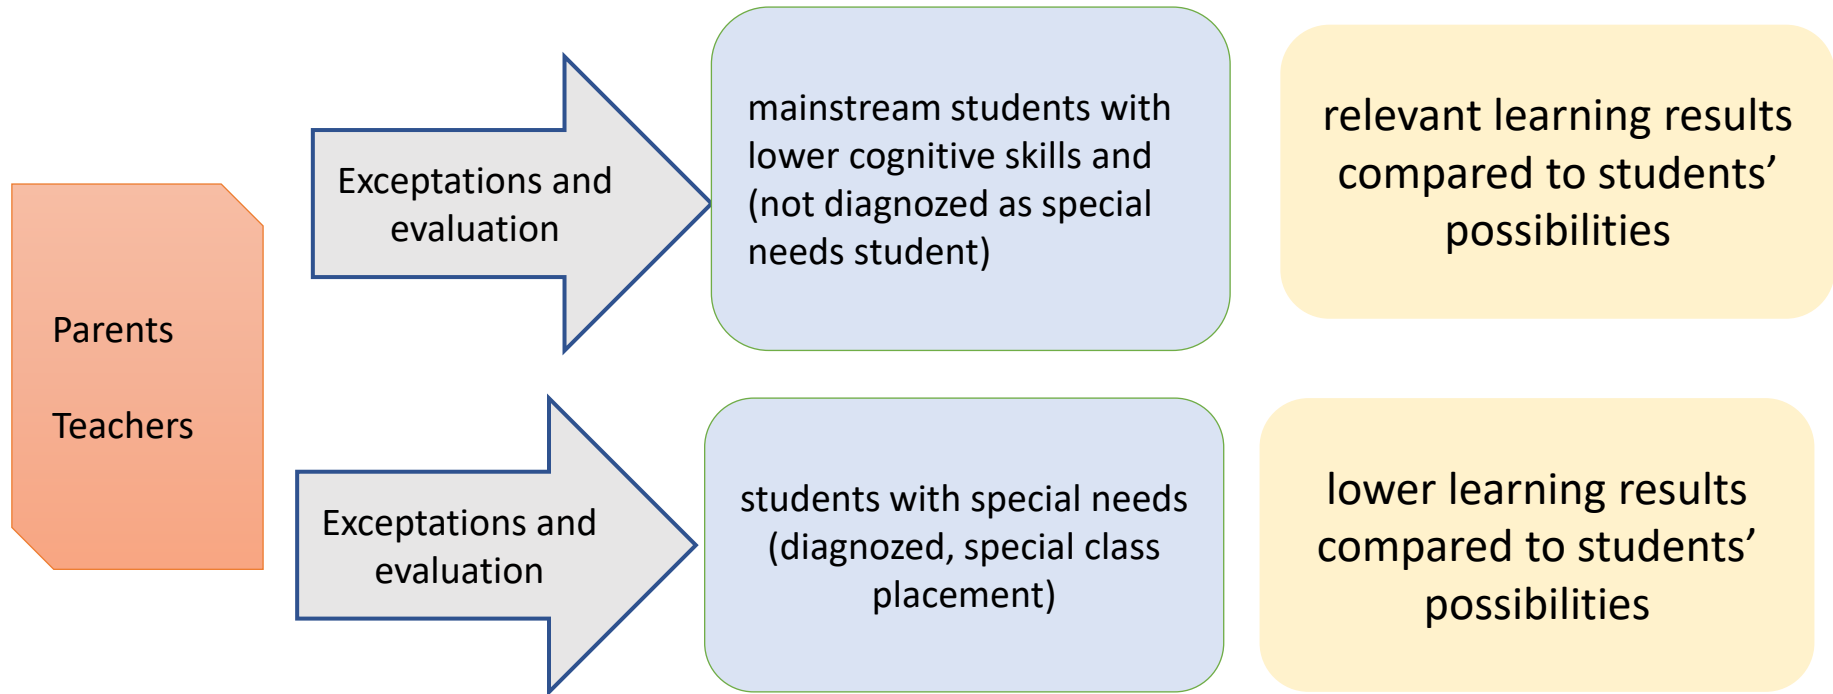 Parents
Teachers
Exceptations and
evaluation
mainstream students with
lower cognitive skills and
(not diagnozed as special
needs student)
relevant learning results
compared to students’
possibilities
Exceptations and
evaluation
students with special needs
(diagnozed, special class
placement)
lower learning results
compared to students’
possibilities